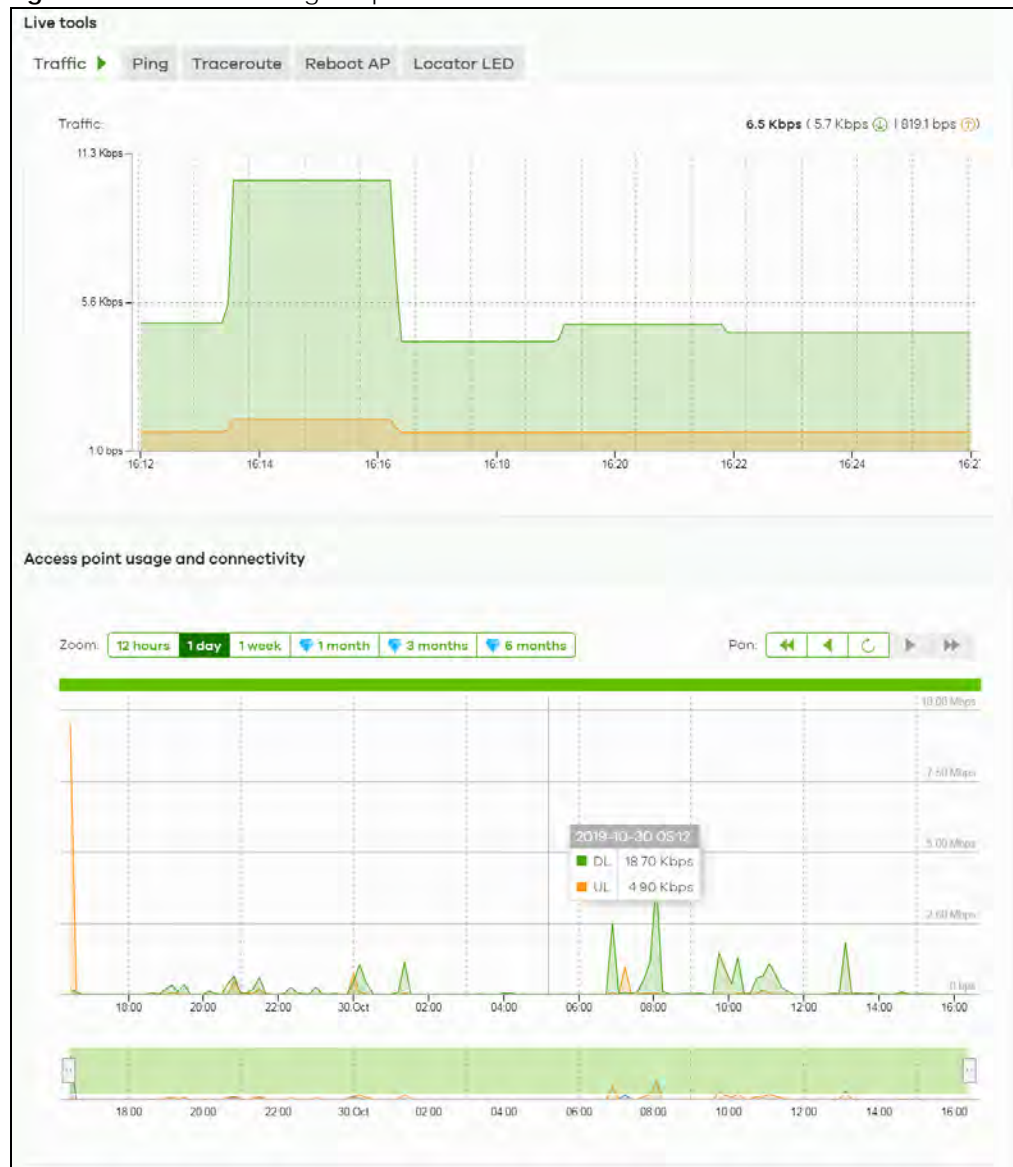 Live tools
Traffic Ping Traceroute Reboot AP Locator LED
Traffic: 6.5 Kbps ( 5.7 Kbps | 819.1 bps )
11.3 Kbps
5.6 Kbps
1.0 bps
16:12 16:14 16:16 16:18 16:20 16:22 16:24 16:2
Access point usage and connectivity
Zoom: 12 hours 1 day 1 week 1 month 3 months 6 months Pan:
10.00 Mbps
7.50 Mbps
5.00 Mbps
2019-10-30 05:12
DL 18.70 Kbps
UL 4.90 Kbps
2.50 Mbps
0 bps
18:00 20:00 22:00 30.Oct 02:00 04:00 06:00 08:00 10:00 12:00 14:00 16:00
18:00 20:00 22:00 30.Oct 02:00 04:00 06:00 08:00 10:00 12:00 14:00 16:00